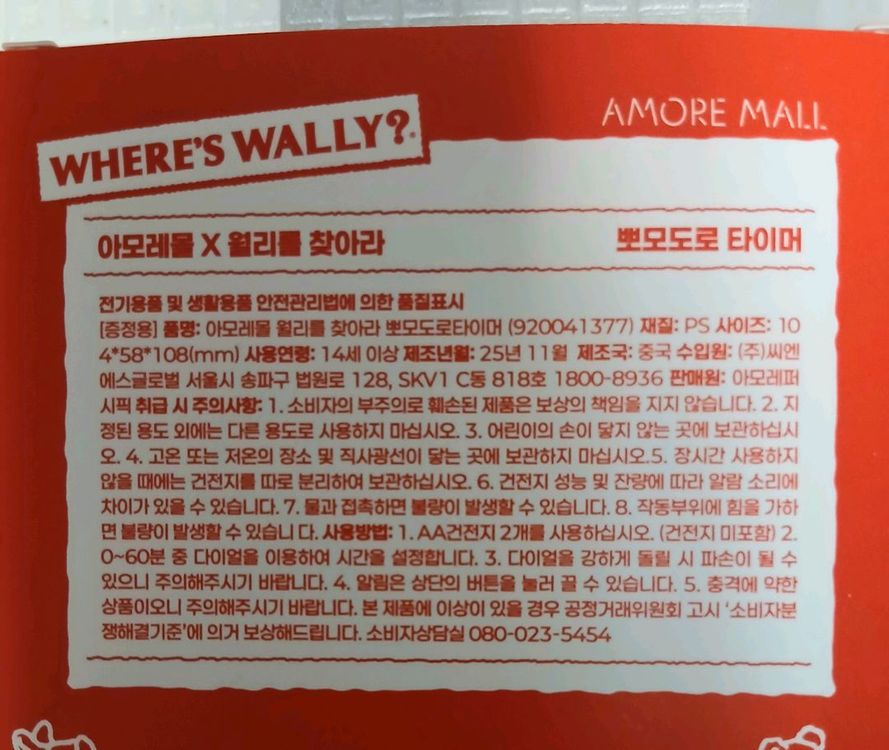 AMORE MALL
WHERE'S WALLY?
아모레몰 X 월리를 찾아라 뽀모도로 타이머
전기용품 및 생활용품 안전관리법에 의한 품질표시
[증정용] 품명: 아모레몰 월리를 찾아라 뽀모도로타이머 (920041377) 재질: PS 사이즈: 10
4*58*108(mm) 사용연령: 14세 이상 제조년월: 25년 11월 제조국: 중국 수입원: (주)씨엔
에스글로벌 서울시 송파구 법원로 128, SKV1 C동 818호 1800-8936 판매원: 아모레퍼
시픽 취급 시 주의사항: 1. 소비자의 부주의로 훼손된 제품은 보상의 책임을 지지 않습니다. 2. 지
정된 용도 외에는 다른 용도로 사용하지 마십시오. 3. 어린이의 손이 닿지 않는 곳에 보관하십시
오. 4. 고온 또는 저온의 장소 및 직사광선이 닿는 곳에 보관하지 마십시오.5. 장시간 사용하지
않을 때에는 건전지를 따로 분리하여 보관하십시오. 6. 건전지 성능 및 잔량에 따라 알람 소리에
차이가 있을 수 있습니다. 7. 물과 접촉하면 불량이 발생할 수 있습니다. 8. 작동부위에 힘을 가하
면 불량이 발생할 수 있습니 다. 사용방법: 1. AA건전지 2개를 사용하십시오. (건전지 미포함) 2.
0~60분 중 다이얼을 이용하여 시간을 설정합니다. 3. 다이얼을 강하게 돌릴 시 파손이 될 수
있으니 주의해주시기 바랍니다. 4. 알림은 상단의 버튼을 눌러 끌 수 있습니다. 5. 충격에 약한
상품이오니 주의해주시기 바랍니다. 본 제품에 이상이 있을 경우 공정거래위원회 고시 '소비자분
쟁해결기준'에 의거 보상해드립니다. 소비자상담실 080-023-5454